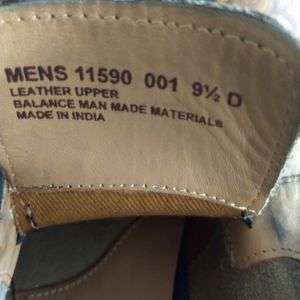 MENS 11590 001 9½ D
LEATHER UPPER
BALANCE MAN MADE MATERIALS
MADE IN INDIA